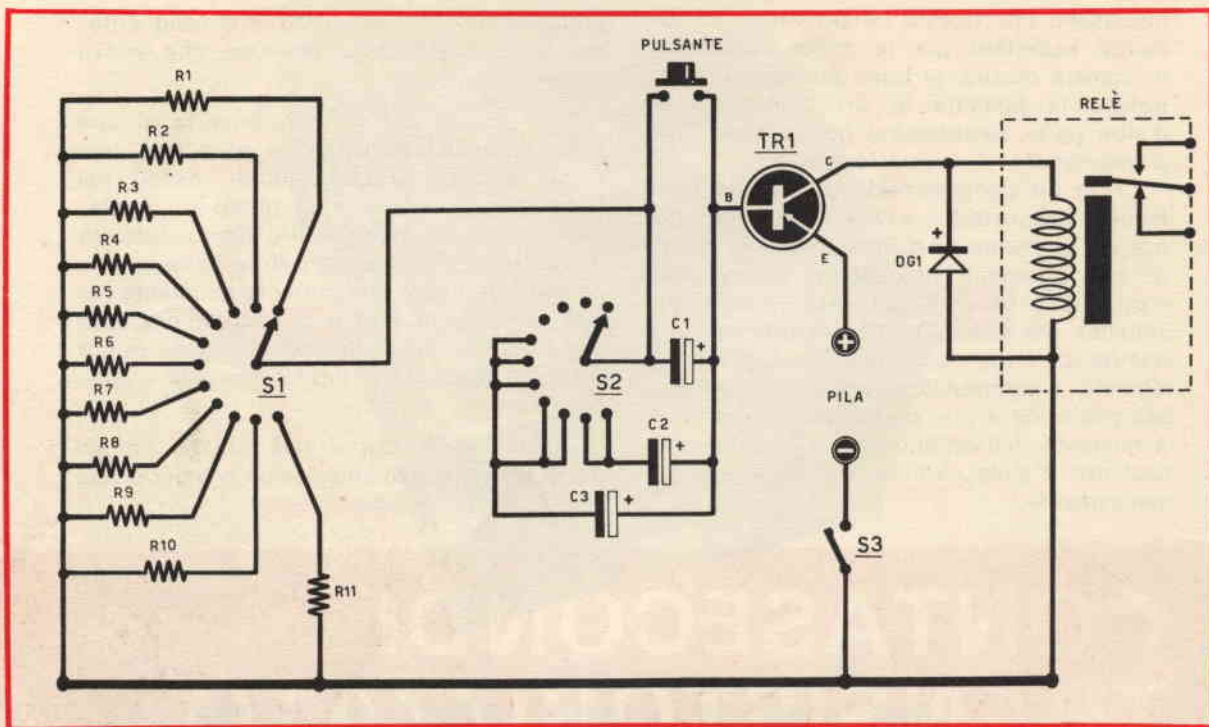 PULSANTE
RELÈ
R1
R2
R3
R4
R5
R6
R7
R8
R9
R10
R11
S1
S2
C1
+
C2
+
C3
+
TR1
B
C
E
+
PILA
-
S3
+
DG1